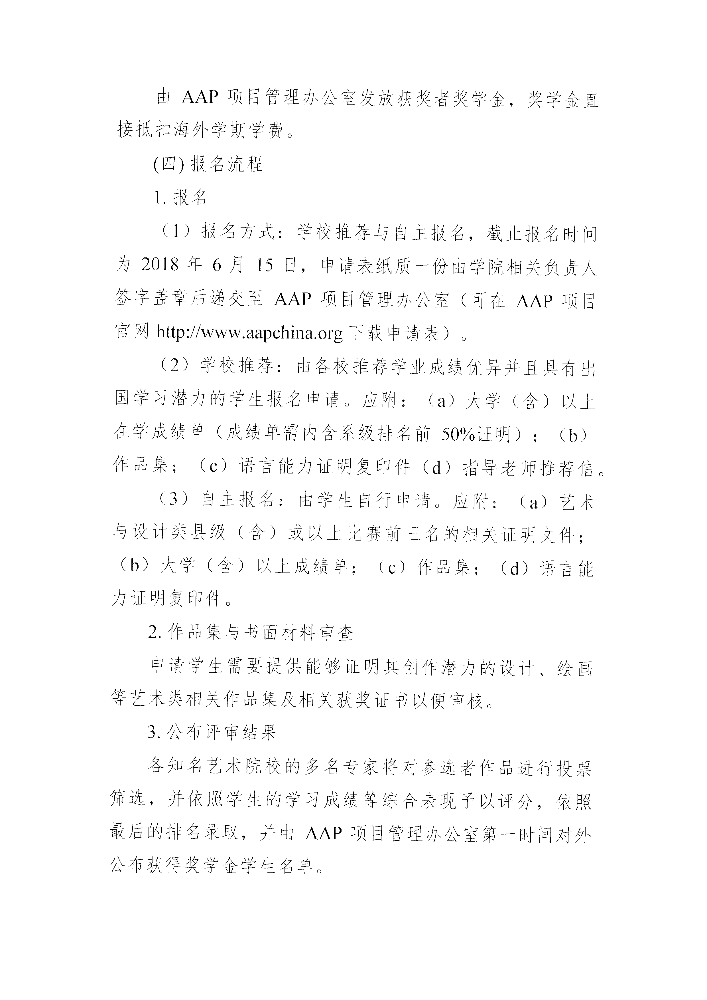 由 AAP 项目管理办公室发放获奖者奖学金，奖学金直
接抵扣海外学期学费。
(四) 报名流程
1. 报名
（1）报名方式：学校推荐与自主报名，截止报名时间
为 2018 年 6 月 15 日，申请表纸质一份由学院相关负责人
签字盖章后递交至 AAP 项目管理办公室（可在 AAP 项目
官网 http://www.aapchina.org 下载申请表）。
（2）学校推荐：由各校推荐学业成绩优异并且具有出
国学习潜力的学生报名申请。应附：（a）大学（含）以上
在学成绩单（成绩单需内含系级排名前 50%证明）；（b）
作品集；（c）语言能力证明复印件（d）指导老师推荐信。
（3）自主报名：由学生自行申请。应附：（a）艺术
与设计类县级（含）或以上比赛前三名的相关证明文件；
（b）大学（含）以上成绩单；（c）作品集；（d）语言能
力证明复印件。
2. 作品集与书面材料审查
申请学生需要提供能够证明其创作潜力的设计、绘画
等艺术类相关作品集及相关获奖证书以便审核。
3. 公布评审结果
各知名艺术院校的多名专家将对参选者作品进行投票
筛选，并依照学生的学习成绩等综合表现予以评分，依照
最后的排名录取，并由 AAP 项目管理办公室第一时间对外
公布获得奖学金学生名单。